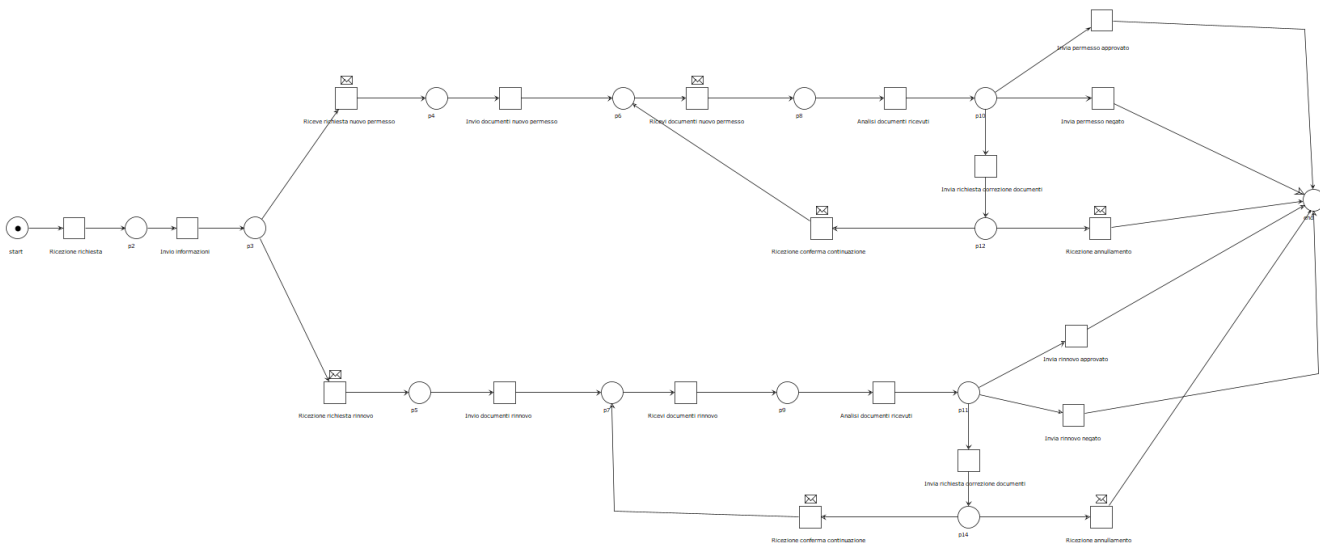 Invia permesso approvato
Riceve richiesta nuovo permesso
p4
Invio documenti nuovo permesso
p6
Ricevi documenti nuovo permesso
p8
Analisi documenti ricevuti
p10
Invia permesso negato
Invia richiesta correzione documenti
start
Ricezione richiesta
p2
Invio informazioni
p3
Ricezione conferma continuazione
p12
Ricezione annullamento
end
Invia rinnovo approvato
Ricezione richiesta rinnovo
p5
Invio documenti rinnovo
p7
Ricevi documenti rinnovo
p9
Analisi documenti ricevuti
p11
Invia rinnovo negato
Invia richiesta correzione documenti
Ricezione conferma continuazione
p14
Ricezione annullamento